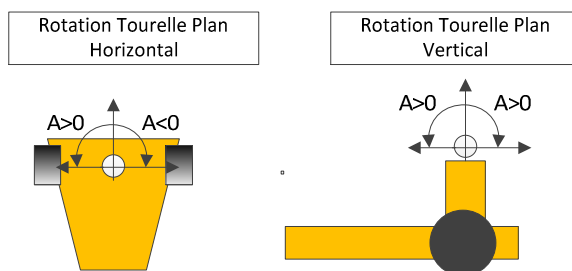 Rotation Tourelle Plan
Horizontal
Rotation Tourelle Plan
Vertical
A>0
A<0
A>0
A>0